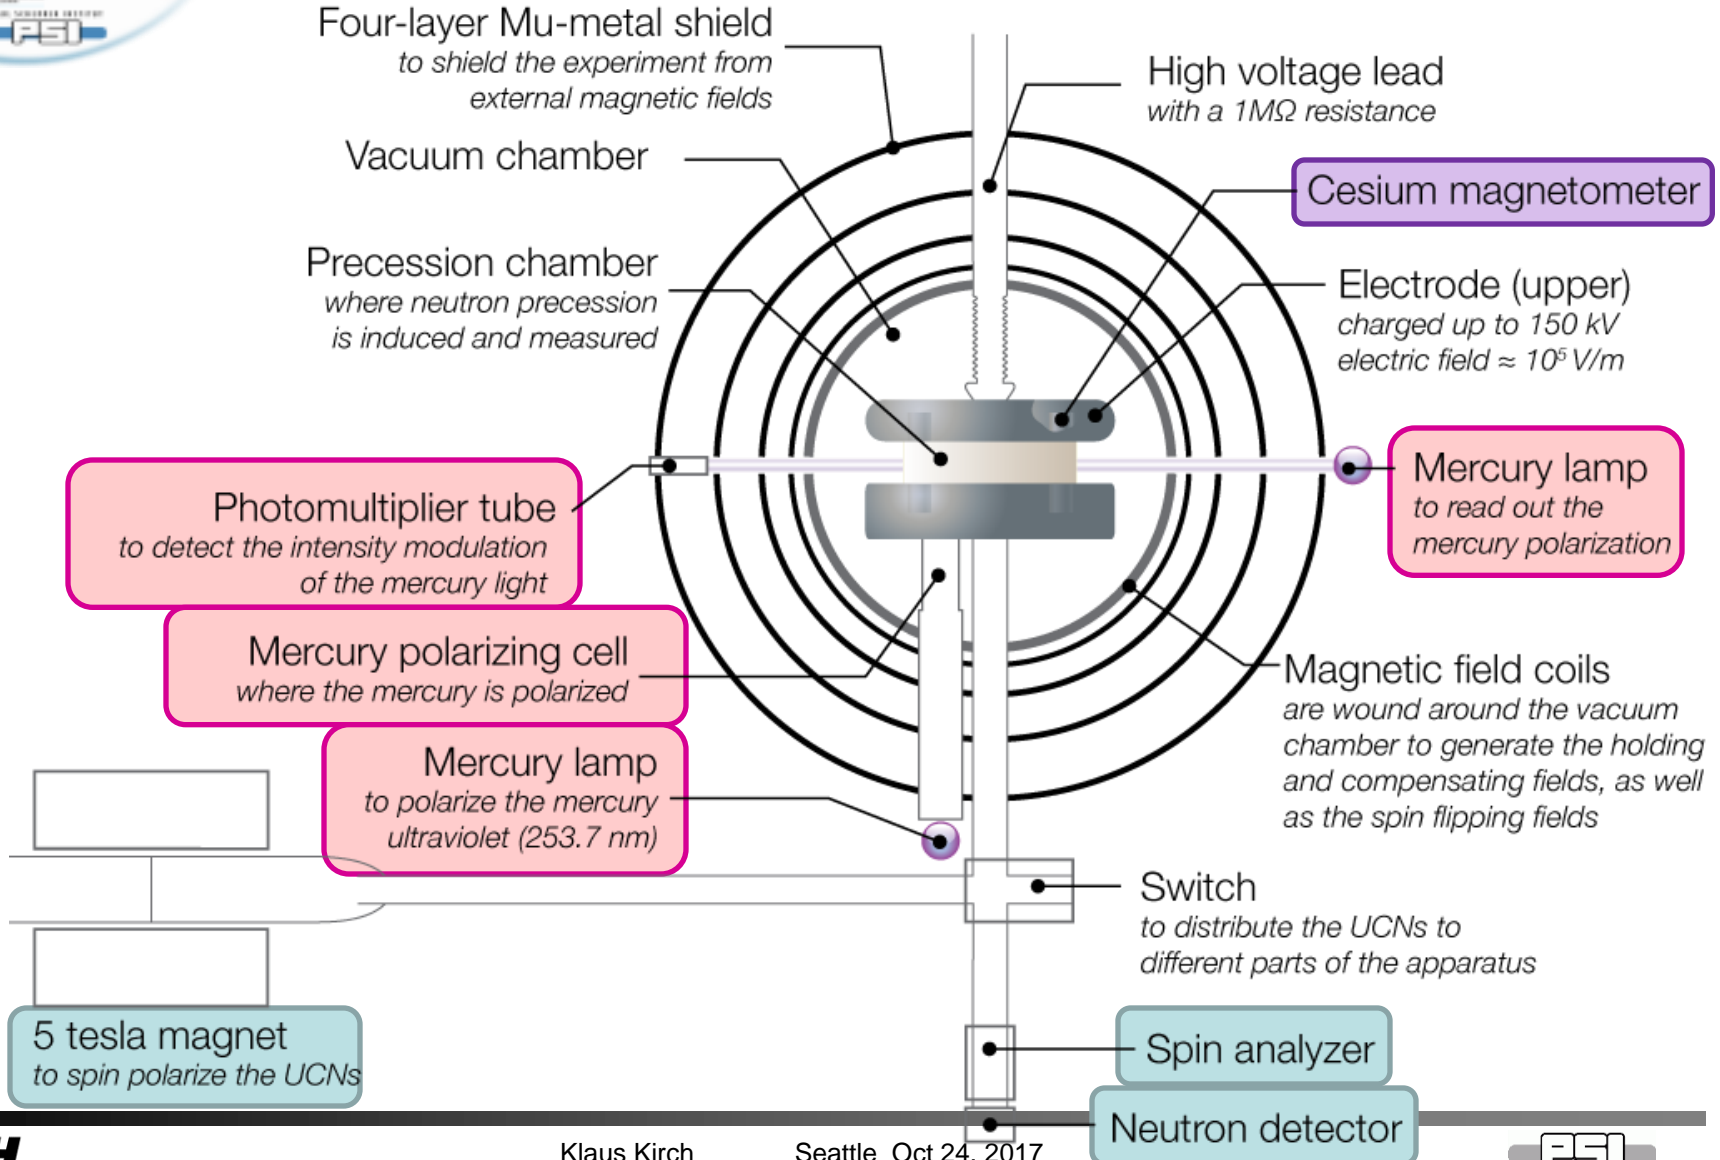 PSI
Four-layer Mu-metal shield
to shield the experiment from
external magnetic fields
High voltage lead
with a 1MΩ resistance
Vacuum chamber
Cesium magnetometer
Precession chamber
where neutron precession
is induced and measured
Electrode (upper)
charged up to 150 kV
electric field ≈ 10⁵ V/m
Photomultiplier tube
to detect the intensity modulation
of the mercury light
Mercury lamp
to read out the
mercury polarization
Mercury polarizing cell
where the mercury is polarized
Magnetic field coils
are wound around the vacuum
chamber to generate the holding
and compensating fields, as well
as the spin flipping fields
Mercury lamp
to polarize the mercury
ultraviolet (253.7 nm)
Switch
to distribute the UCNs to
different parts of the apparatus
5 tesla magnet
to spin polarize the UCNs
Spin analyzer
Neutron detector
Klaus Kirch
Seattle, Oct 24, 2017
PSI